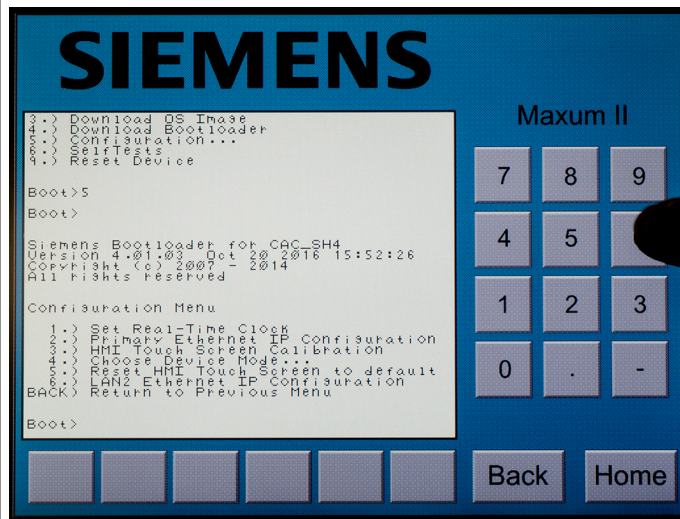 SIEMENS
Maxum II
3.) Download OS Image
4.) Download Bootloader
5.) Configuration...
6.) SelfTests
9.) Reset Device
Boot>5
Boot>
Siemens Bootloader for CAC_SH4
Version 4.01.03  Oct 20 2016 15:52:26
Copyright (c) 2007 - 2014
All rights reserved
Configuration Menu
1.) Set Real-Time Clock
2.) Primary Ethernet IP Configuration
3.) HMI Touch Screen Calibration
4.) Choose Device Mode...
5.) Reset HMI Touch Screen to default
6.) LAN2 Ethernet IP Configuration
BACK) Return to Previous Menu
Boot>
7 8 9
4 5
1 2 3
0 . -
Back Home